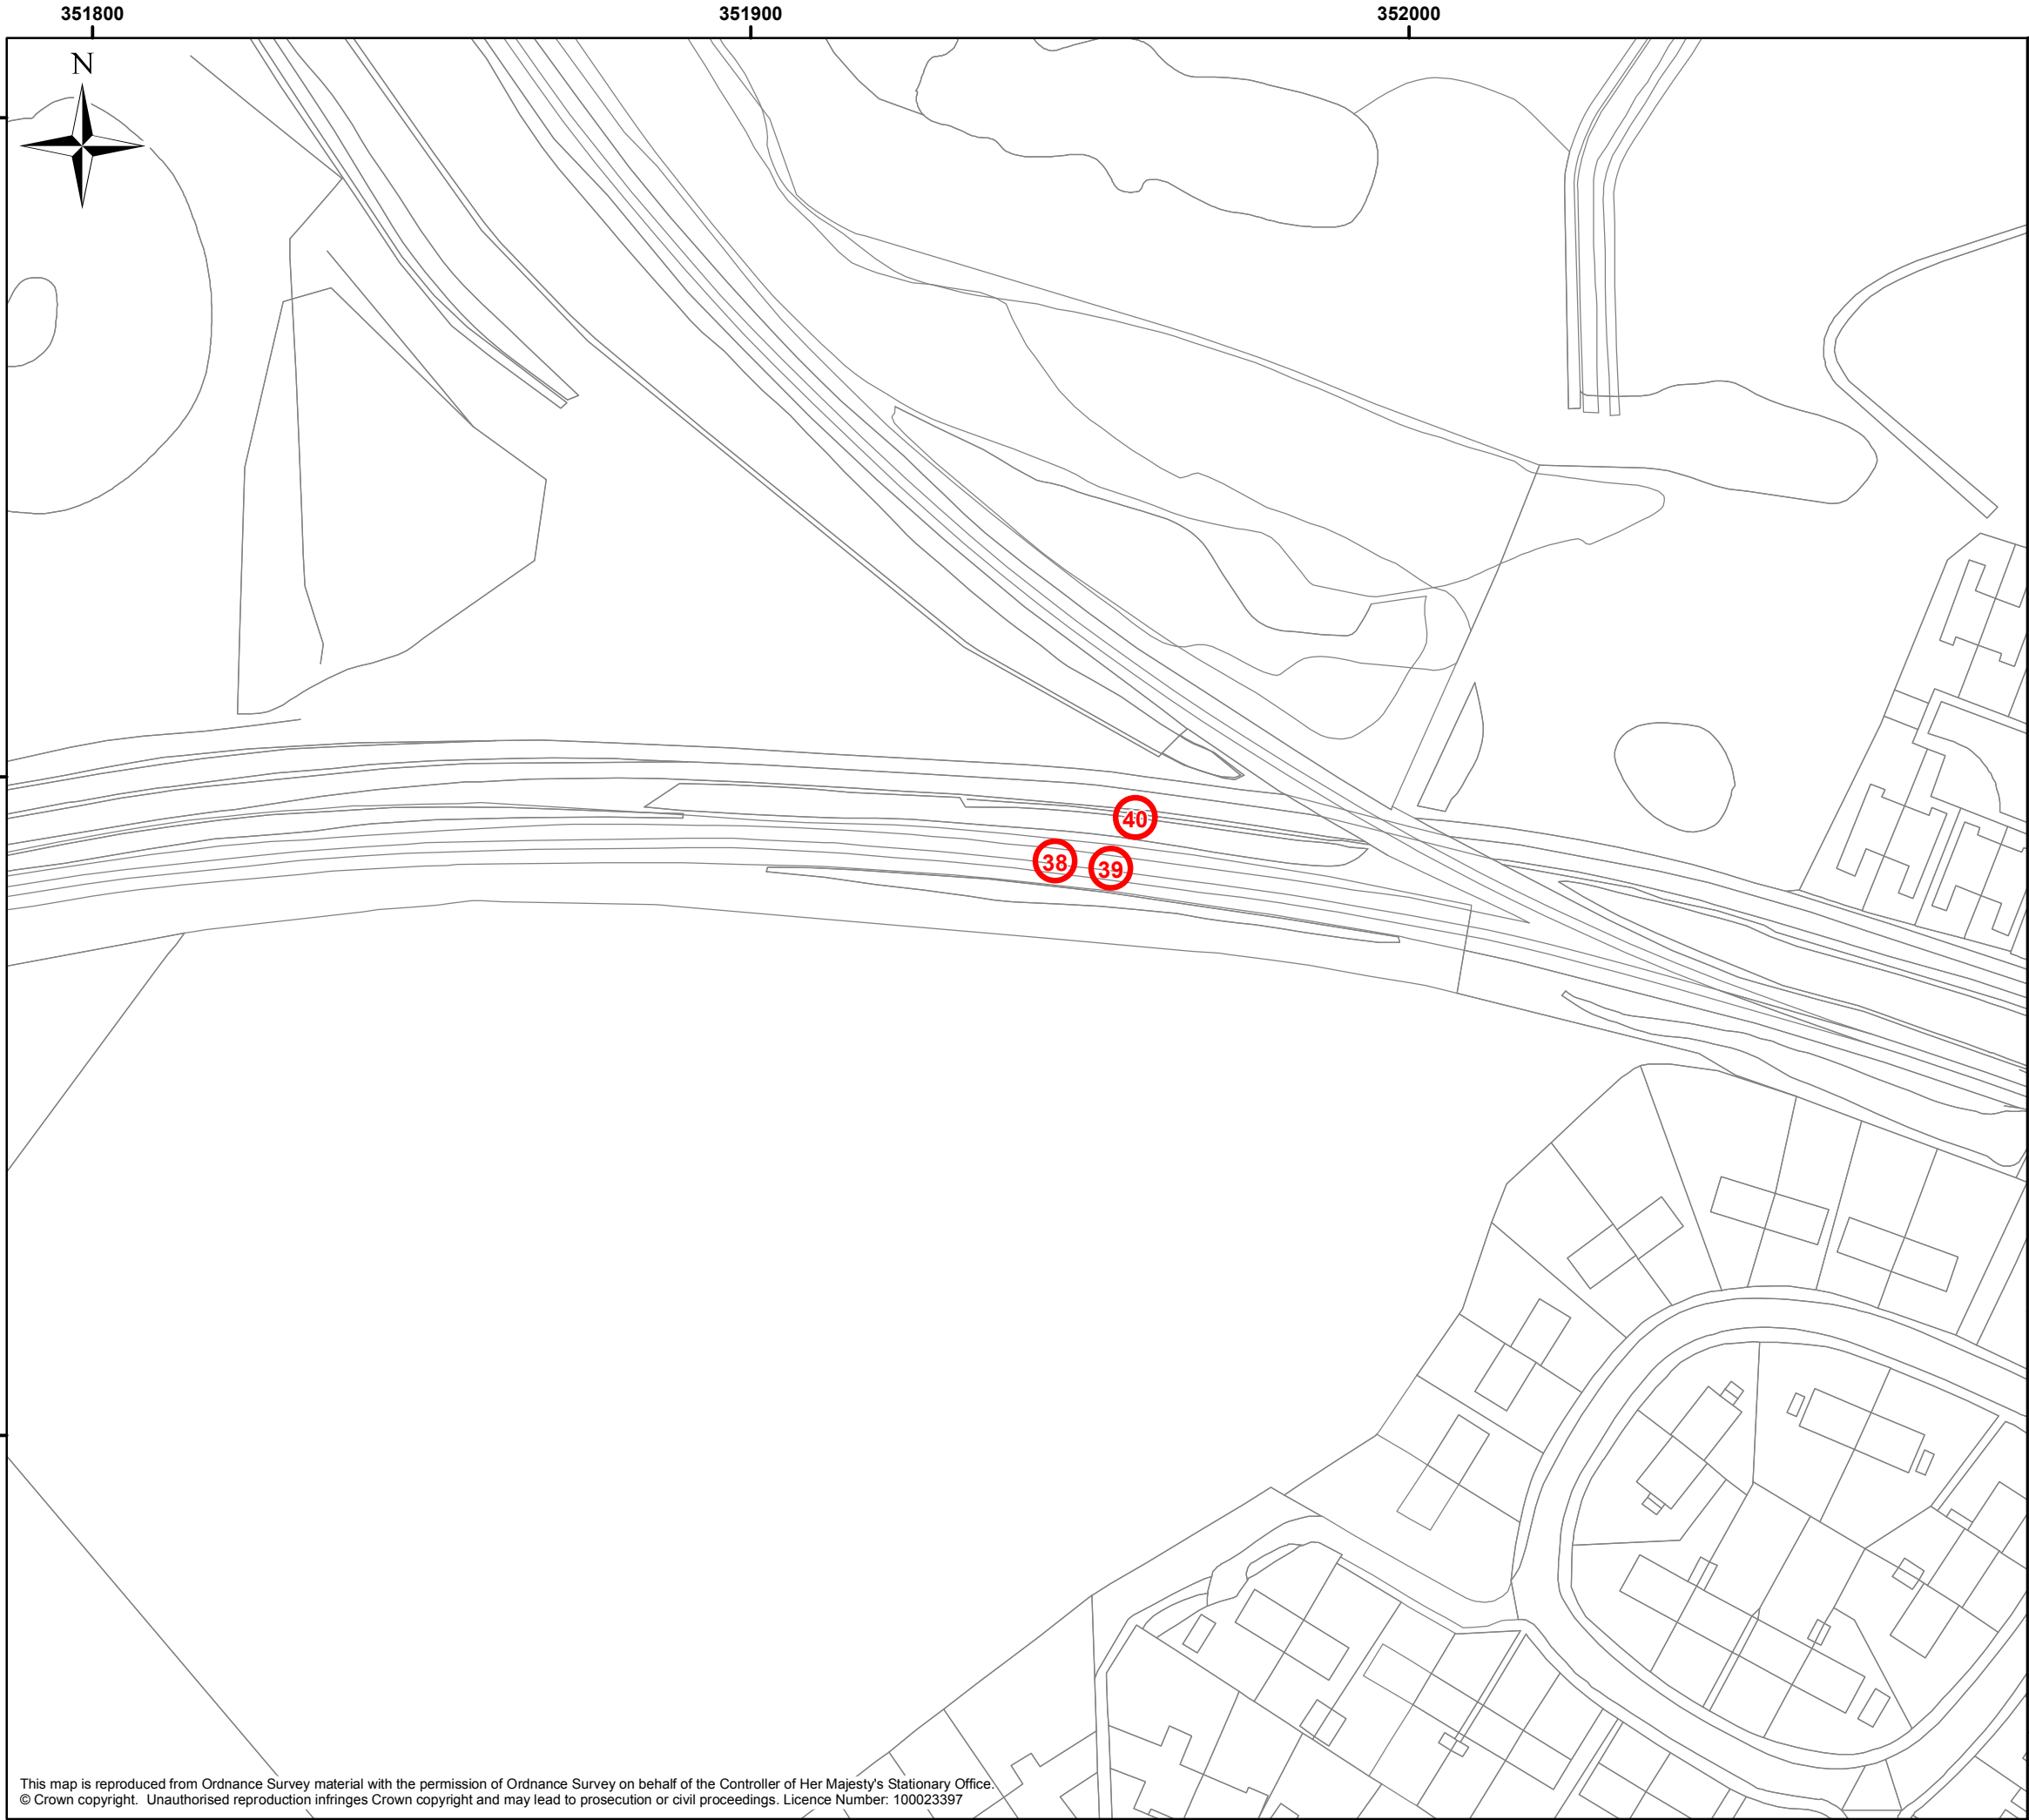 351800 351900 352000
N
40
38 39
This map is reproduced from Ordnance Survey material with the permission of Ordnance Survey on behalf of the Controller of Her Majesty's Stationary Office.
© Crown copyright. Unauthorised reproduction infringes Crown copyright and may lead to prosecution or civil proceedings. Licence Number: 100023397